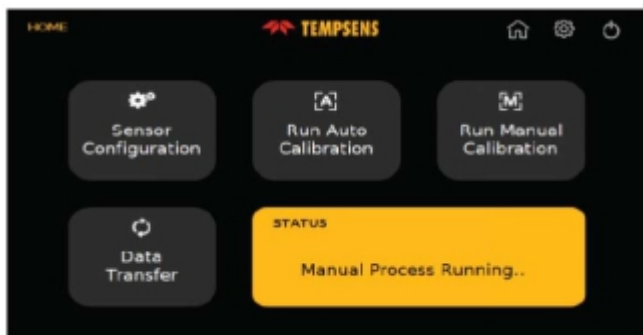 HOME
TEMPSENS
[A]
[M]
Sensor
Configuration
Run Auto
Calibration
Run Manual
Calibration
Data
Transfer
STATUS
Manual Process Running..